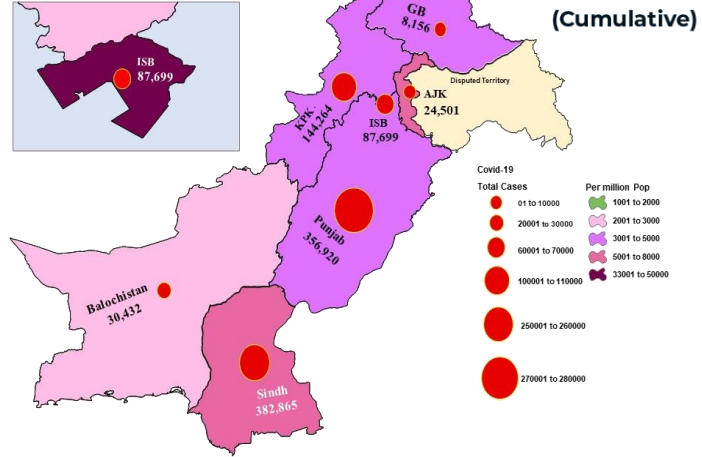 (Cumulative)
ISB
87,699
GB
8,156
Disputed Territory
AJK
24,501
KPK
144,264
ISB
87,699
Punjab
356,920
Balochistan
30,432
Sindh
382,865
Covid-19
Total Cases
01 to 10000
20001 to 30000
60001 to 70000
100001 to 110000
250001 to 260000
270001 to 280000
Per million Pop
1001 to 2000
2001 to 3000
3001 to 5000
5001 to 8000
33001 to 50000